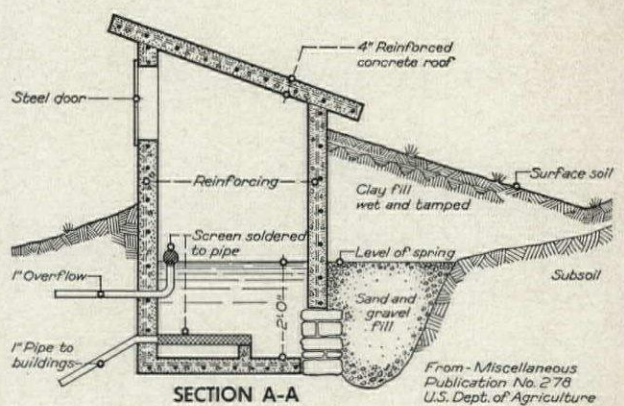 4" Reinforced
concrete roof
Steel door
Reinforcing
Surface soil
Clay fill
wet and tamped
Screen soldered
to pipe
Level of spring
1" Overflow
Subsoil
2'-0"
Sand and
gravel
fill
1" Pipe to
buildings
SECTION A-A
From - Miscellaneous
Publication No. 278
U.S. Dept. of Agriculture